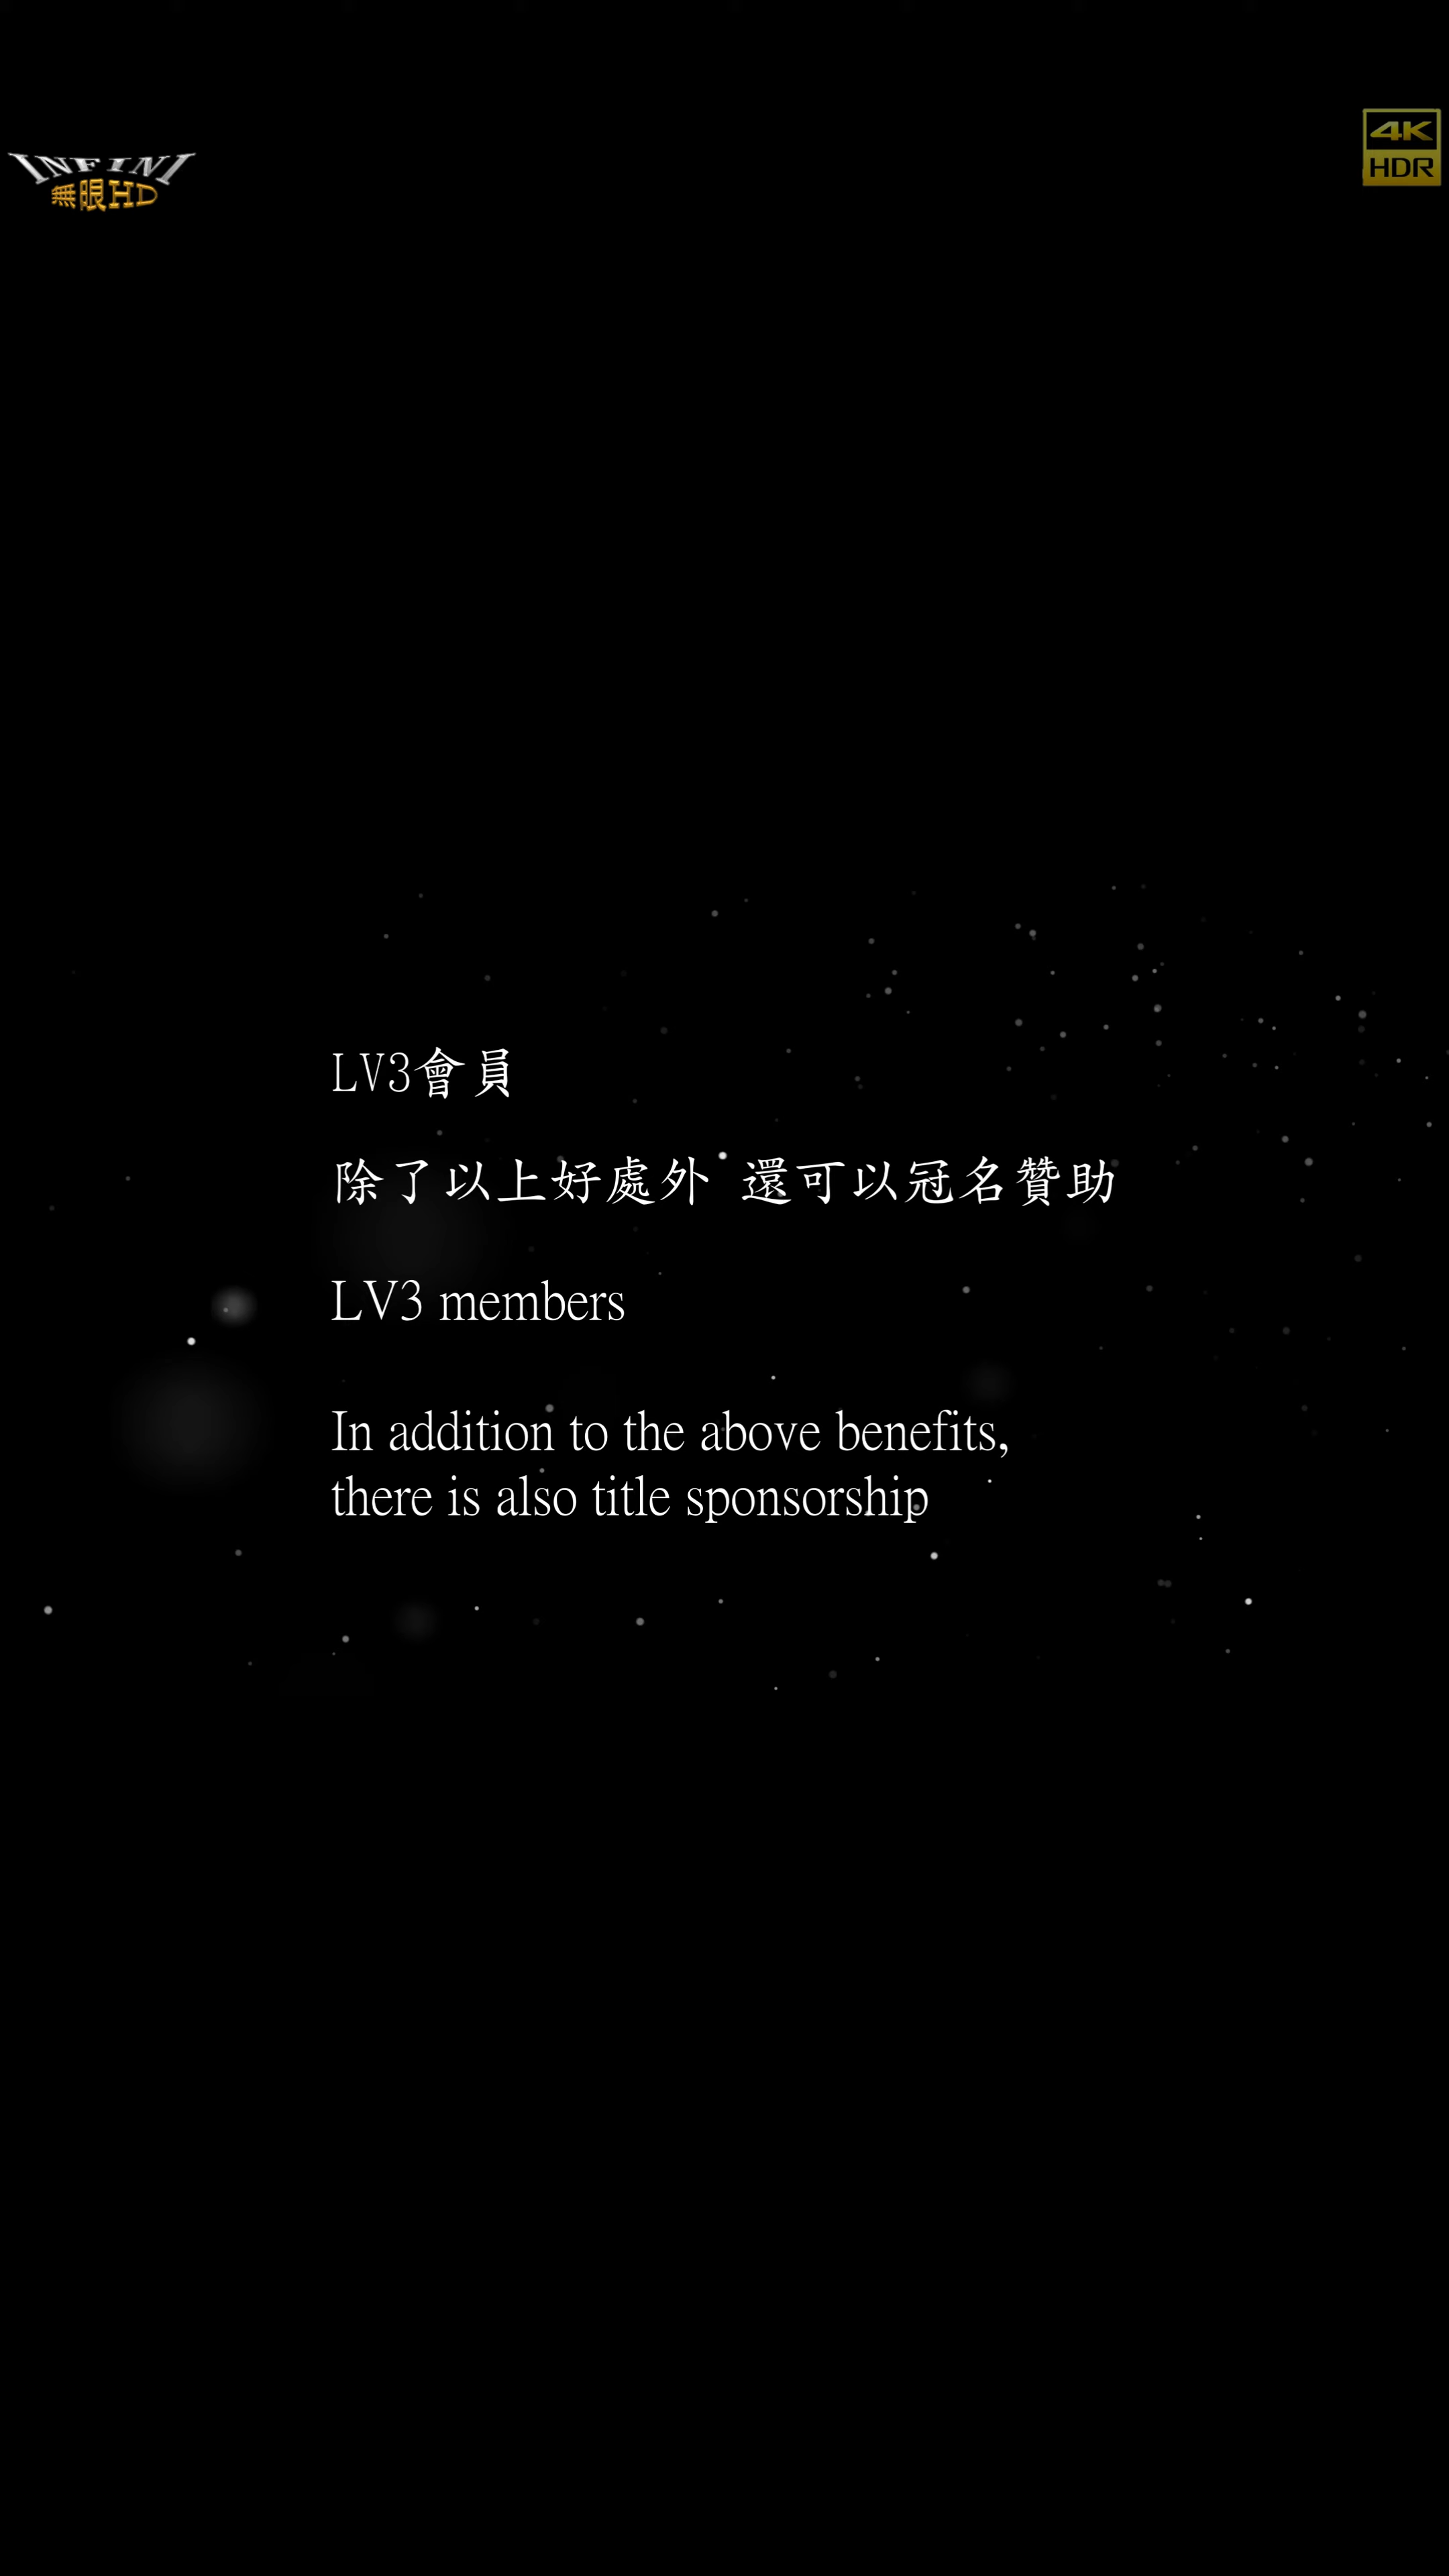 INFINI
無限HD
4K
HDR
LV3會員
除了以上好處外 還可以冠名贊助
LV3 members
In addition to the above benefits,
there is also title sponsorship